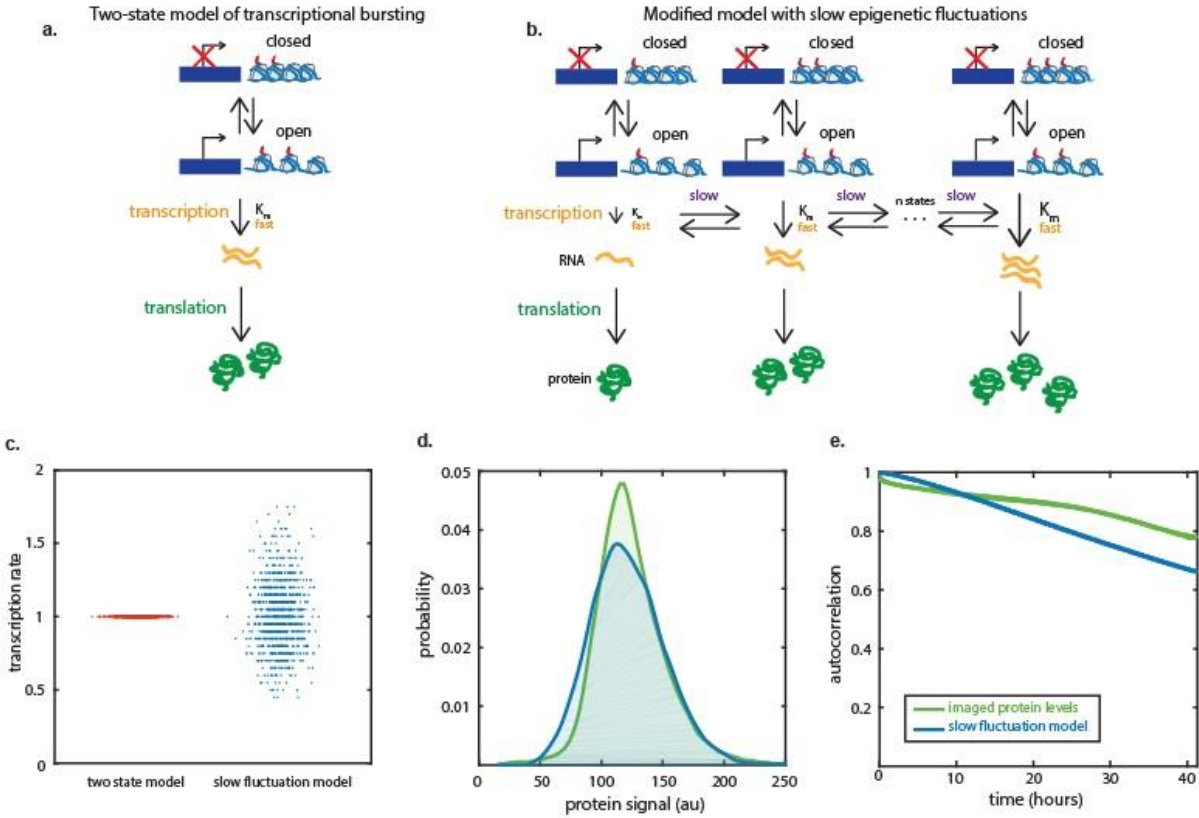 Two-state model of transcriptional bursting
a.
closed
open
transcription
Km
fast
translation
Modified model with slow epigenetic fluctuations
b.
closed closed closed
open open open
slow slow n states slow
transcription Km fast Km fast . . . Km fast
RNA
translation
protein
c.
transcription rate
2
1.5
1
0.5
0
two state model slow fluctuation model
d.
probability
0.05
0.04
0.03
0.02
0.01
0 50 100 150 200 250
protein signal (au)
e.
autocorrelation
1
0.8
0.6
0.4
0.2
imaged protein levels
slow fluctuation model
0 10 20 30 40
time (hours)